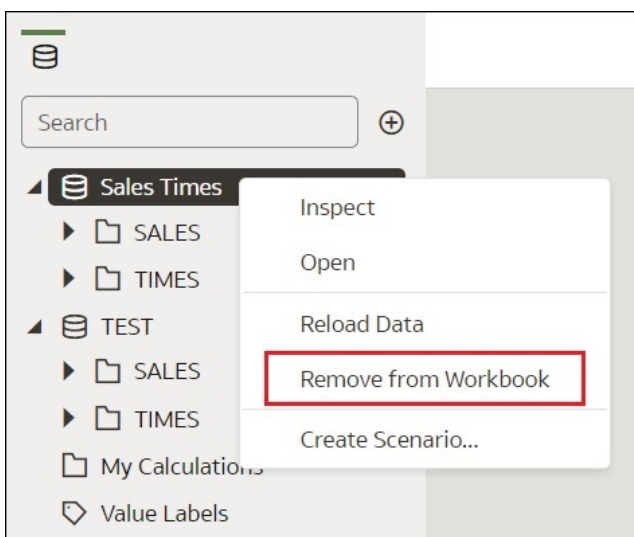 Search
Sales Times
SALES
TIMES
TEST
SALES
TIMES
My Calculations
Value Labels
Inspect
Open
Reload Data
Remove from Workbook
Create Scenario...